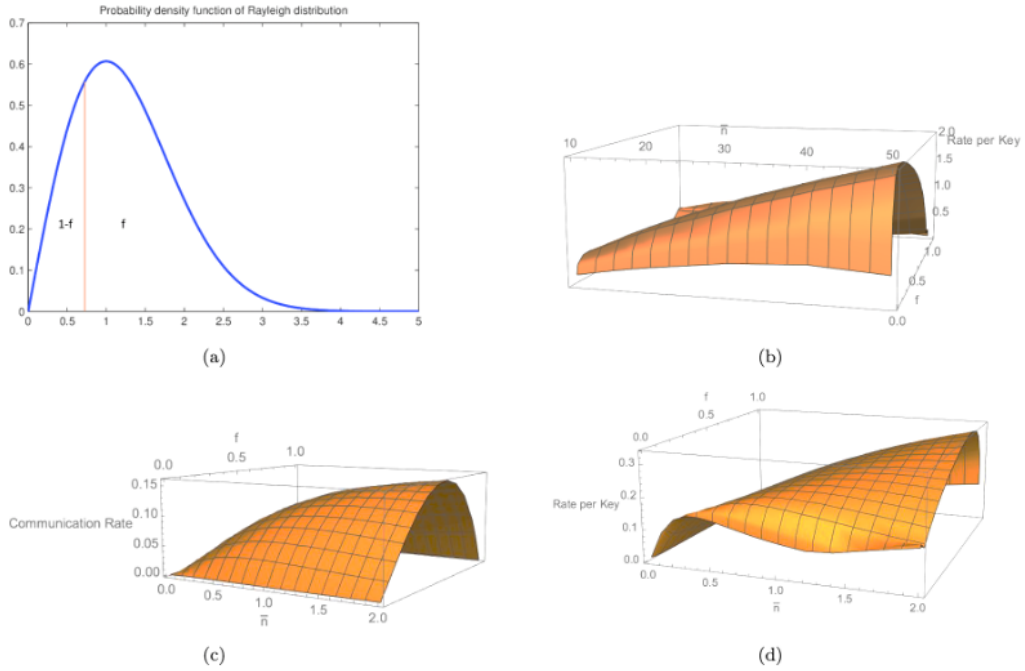 Probability density function of Rayleigh distribution
0.7
0.6
0.5
0.4
0.3
0.2
0.1
0
1-f
f
0 0.5 1 1.5 2 2.5 3 3.5 4 4.5 5
(a)
n̄
10 20 30 40 50
2.0 Rate per Key
1.5
1.0
0.5
1.0
0.5
f
0.0
(b)
f
0.0 0.5 1.0
0.15
0.10
Communication Rate
0.05
0.00
0.0 0.5 1.0 1.5 2.0
n̄
(c)
f 1.0
0.5
0.0
0.3
0.2
Rate per Key
0.1
0.0
0.0 0.5 1.0 1.5 2.0
n̄
(d)